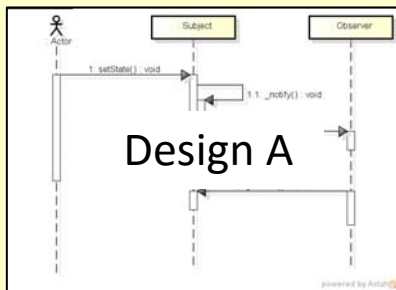 Subject
Observer
: Actor
1: setState() : void
1.1: _notify() : void
Design A
powered by Astah